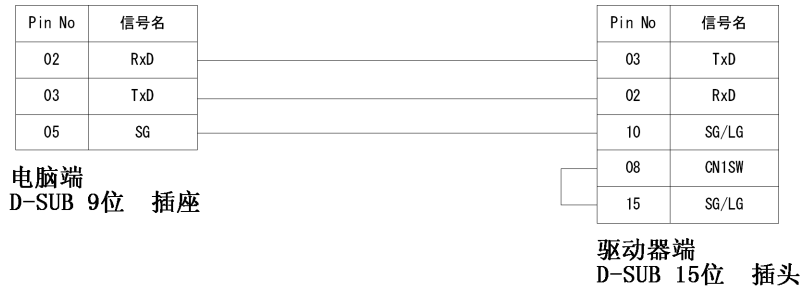 Pin No 信号名
02 RxD
03 TxD
05 SG
电脑端
D-SUB 9位 插座
Pin No 信号名
03 TxD
02 RxD
10 SG/LG
08 CN1SW
15 SG/LG
驱动器端
D-SUB 15位 插头